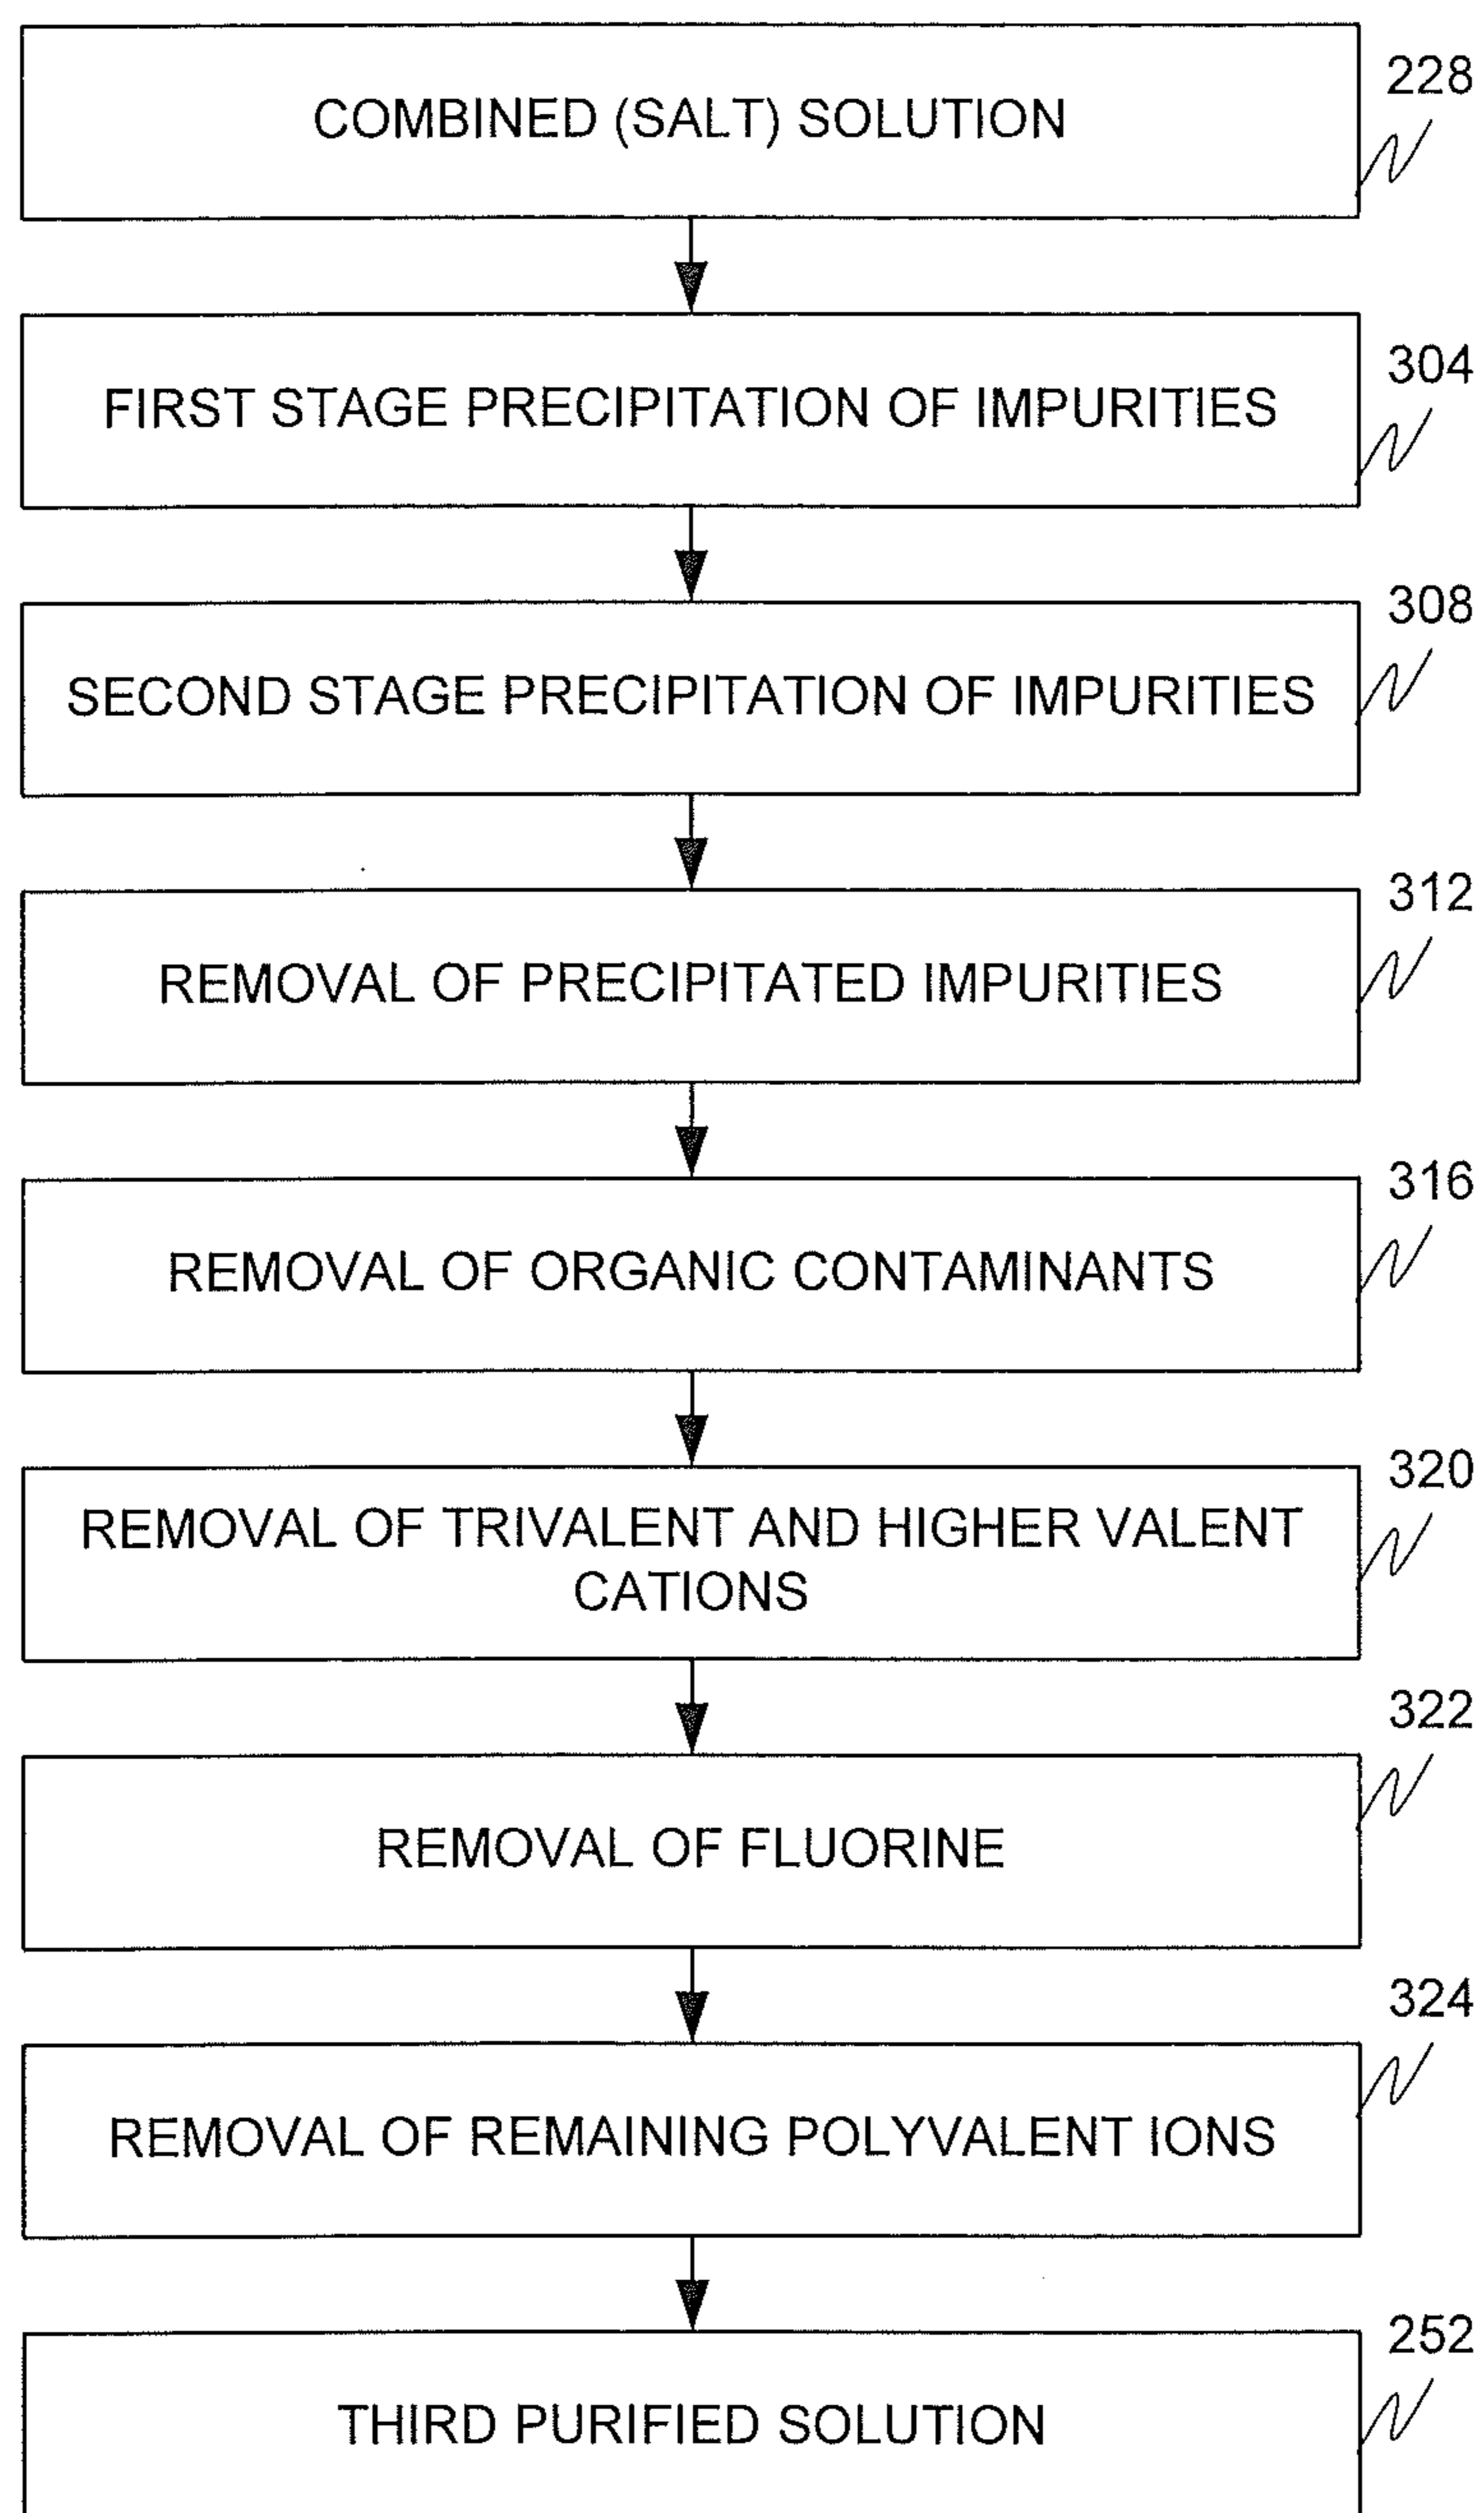 228
COMBINED (SALT) SOLUTION
304
FIRST STAGE PRECIPITATION OF IMPURITIES
308
SECOND STAGE PRECIPITATION OF IMPURITIES
312
REMOVAL OF PRECIPITATED IMPURITIES
316
REMOVAL OF ORGANIC CONTAMINANTS
320
REMOVAL OF TRIVALENT AND HIGHER VALENT
CATIONS
322
REMOVAL OF FLUORINE
324
REMOVAL OF REMAINING POLYVALENT IONS
252
THIRD PURIFIED SOLUTION